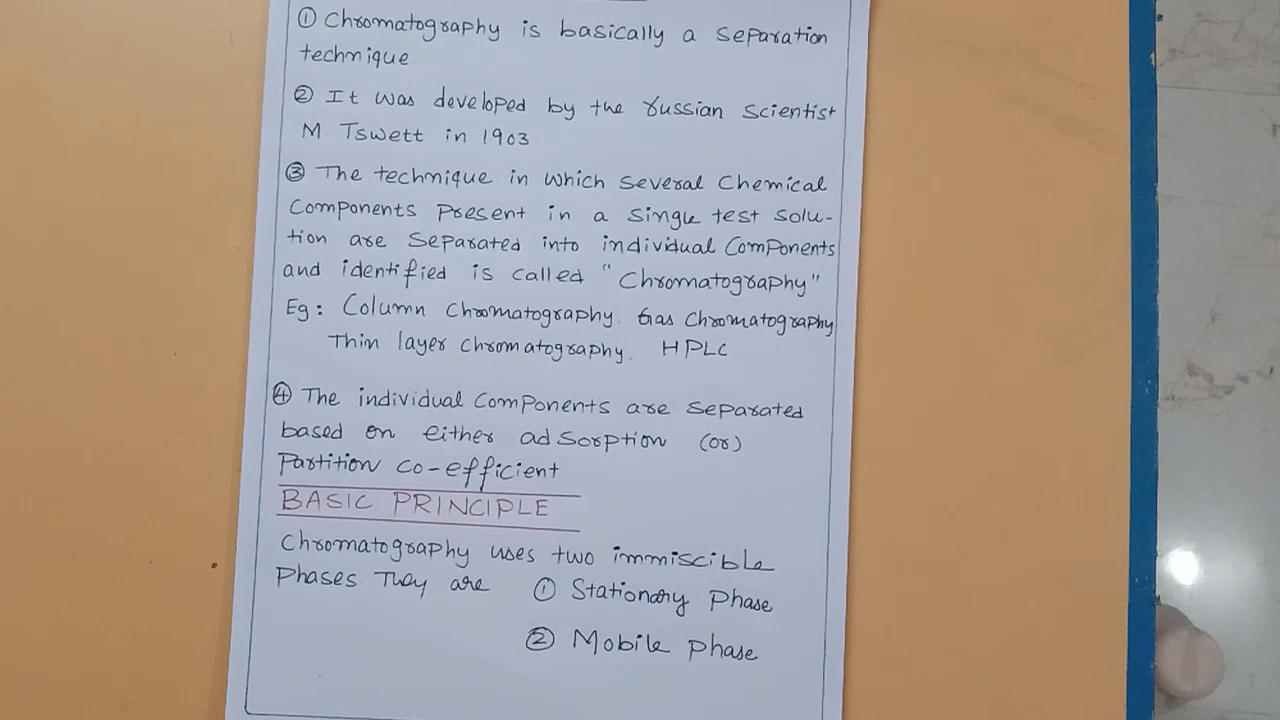 ① Chromatography is basically a separation
technique
② It was developed by the russian scientist
M Tswett in 1903
③ The technique in which several chemical
components present in a single test solu-
tion are separated into individual components
and identified is called "Chromatography"
Eg: Column chromatography. Gas chromatography
Thin layer chromatography. HPLC
④ The individual components are separated
based on either adsorption (or)
Partition co-efficient
BASIC PRINCIPLE
Chromatography uses two immiscible
phases They are ① Stationary phase
② Mobile phase